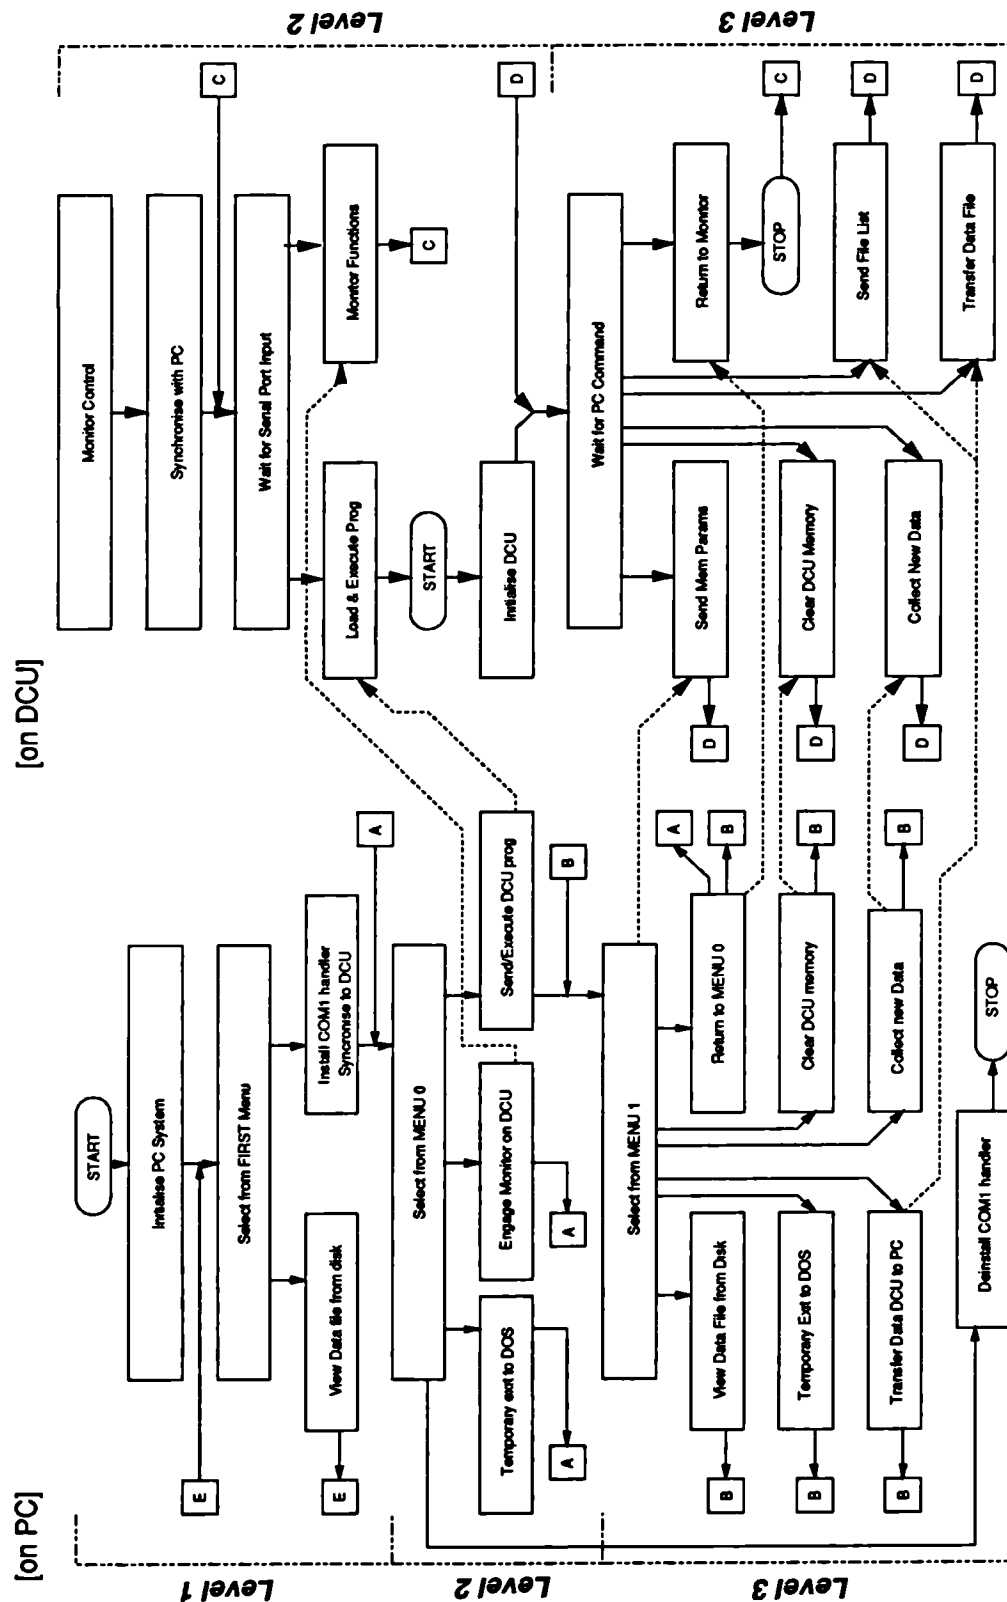 [on PC]
[on DCU]
Level 1
START
Initialise PC System
E
Select from FIRST Menu
View Data file from disk
E
Install COM1 handler
Syncronise to DCU
Level 2
A
Select from MENU 0
Temporary exit to DOS
A
Engage Monitor on DCU
A
Send/Execute DCU prog
B
Level 3
Select from MENU 1
View Data File from Disk
B
Return to MENU 0
A
B
Temporary Exit to DOS
B
Clear DCU memory
B
Transfer Data DCU to PC
B
Collect new Data
B
Deinstall COM1 handler
STOP
Level 2
Monitor Control
Synchronise with PC
C
Wait for Serial Port Input
Load & Execute Prog
Monitor Functions
C
START
Initialise DCU
D
Level 3
Wait for PC Command
Send Mem Params
D
Return to Monitor
STOP
C
Clear DCU Memory
D
Send File List
D
Collect New Data
D
Transfer Data File
D